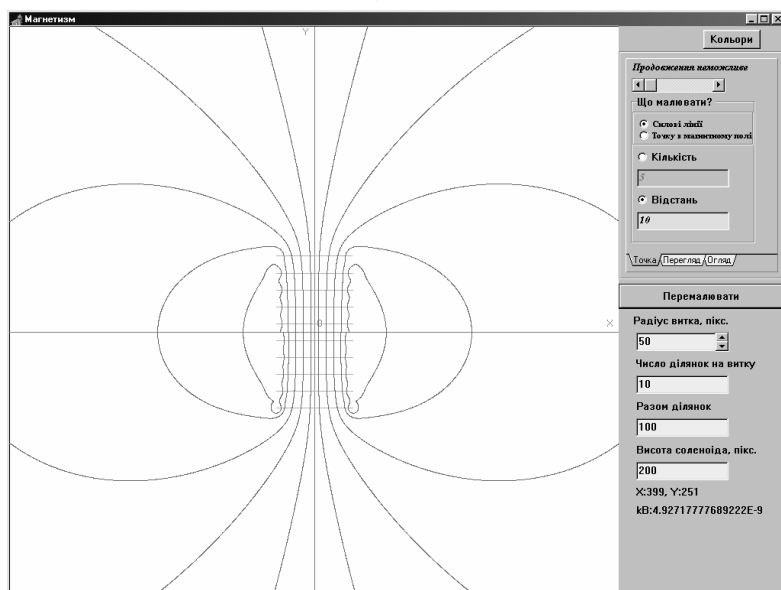 Магнетизм
Кольори
Y
Продовження неможливе
Що малювати?
Силові лінії
Точку в магнитному полі
Кількість
5
Відстань
10
Точка Перегляд Огляд
Перемалювати
0
X
Радіус витка, пікс.
50
Число ділянок на витку
10
Разом ділянок
100
Висота соленоїда, пікс.
200
X:399, Y:251
kB:4.92717777689222E-9